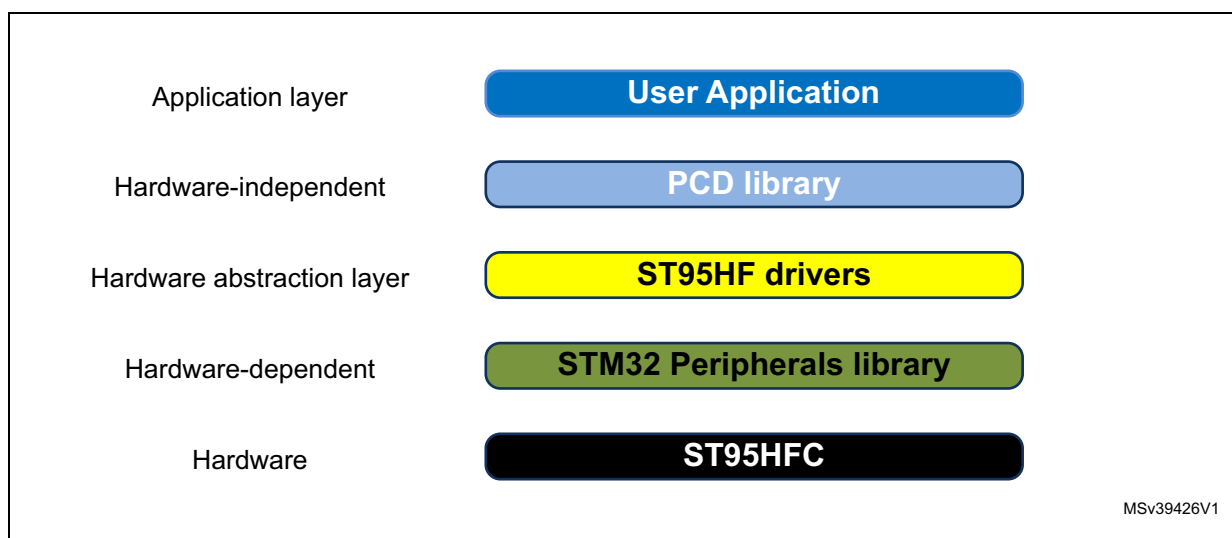 Application layer
User Application
Hardware-independent
PCD library
Hardware abstraction layer
ST95HF drivers
Hardware-dependent
STM32 Peripherals library
Hardware
ST95HFC
MSv39426V1